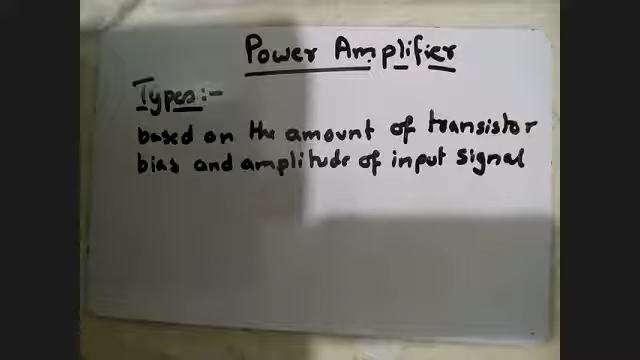 Power Amplifier
Types:-
based on the amount of transistor
bias and amplitude of input signal